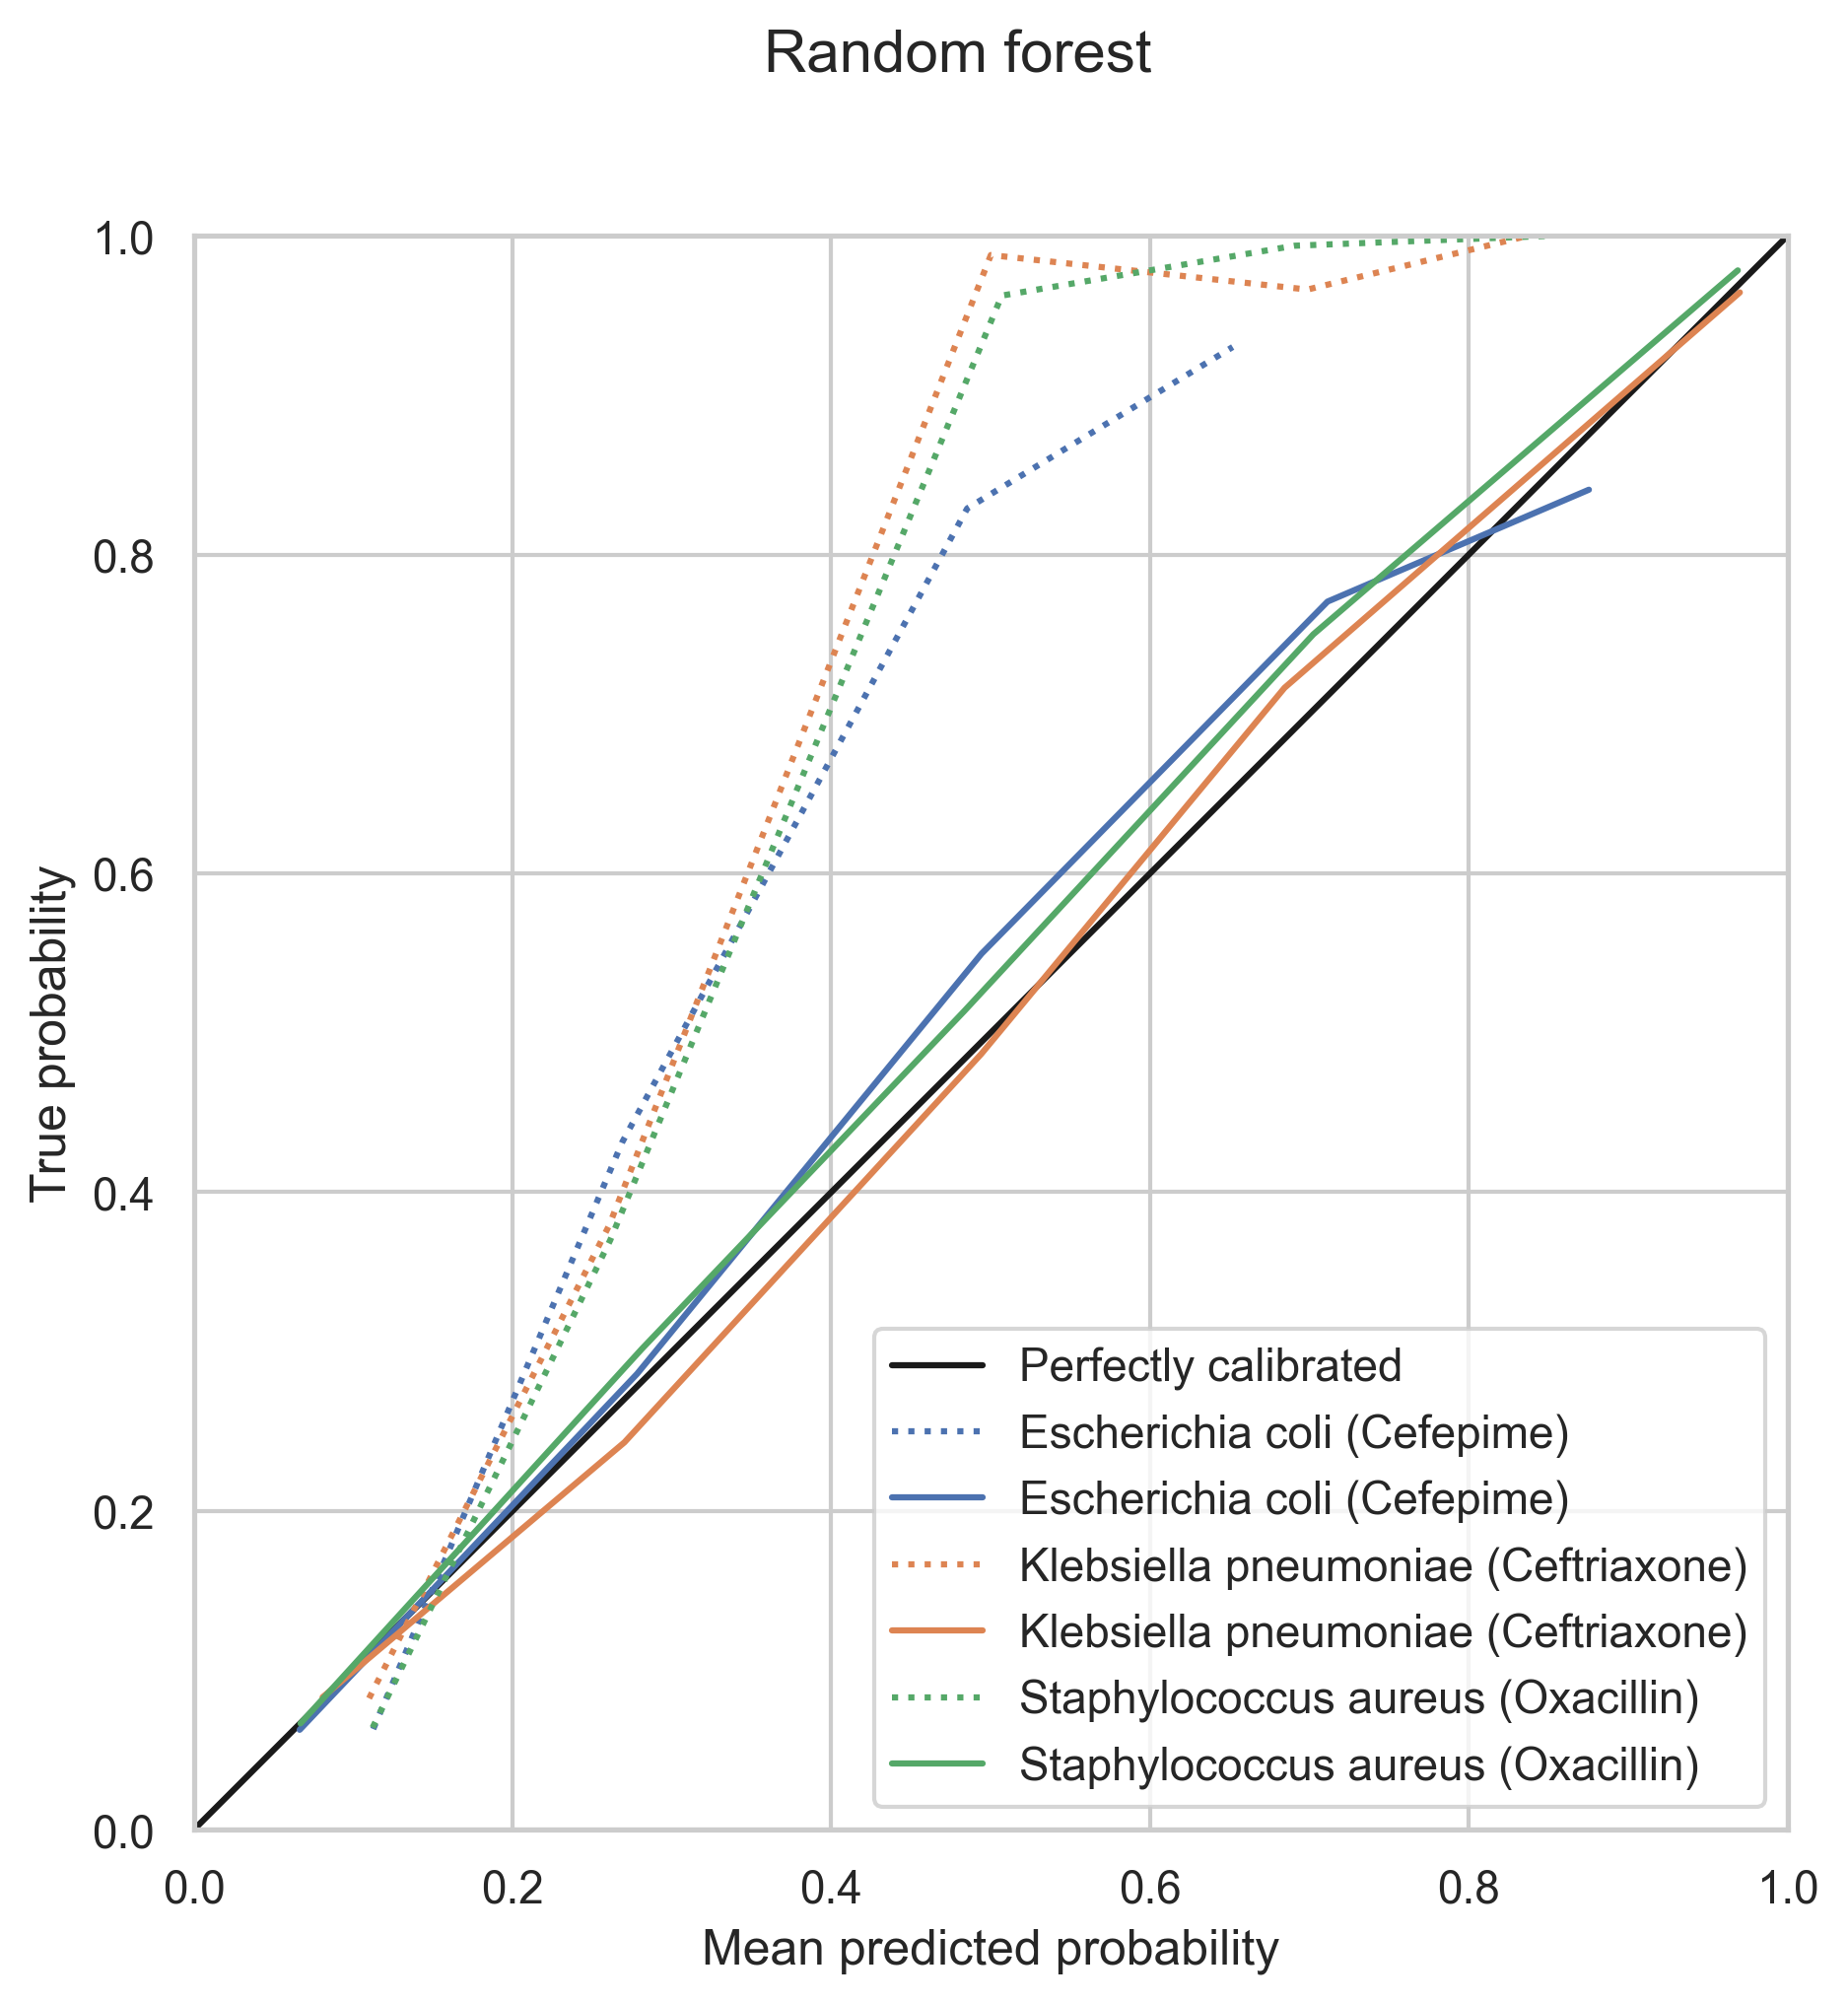 Random forest
1.0
0.8
0.6
0.4
0.2
0.0
True probability
Perfectly calibrated
Escherichia coli (Cefepime)
Escherichia coli (Cefepime)
Klebsiella pneumoniae (Ceftriaxone)
Klebsiella pneumoniae (Ceftriaxone)
Staphylococcus aureus (Oxacillin)
Staphylococcus aureus (Oxacillin)
0.0 0.2 0.4 0.6 0.8 1.0
Mean predicted probability